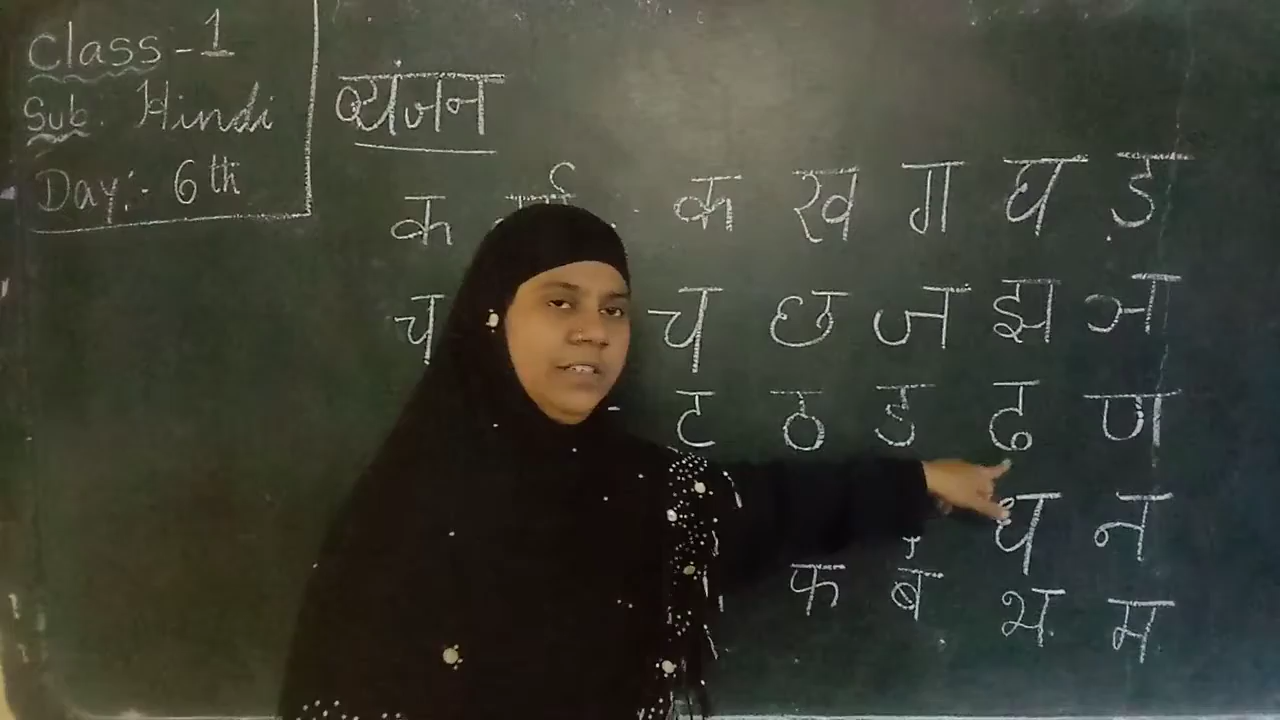 Class-1
Sub. Hindi
Day:- 6th
व्यंजन
क - क ख ग घ ड
च च छ ज झ ञ
- ट ठ ड ढ ण
ध न
फ ब भ म